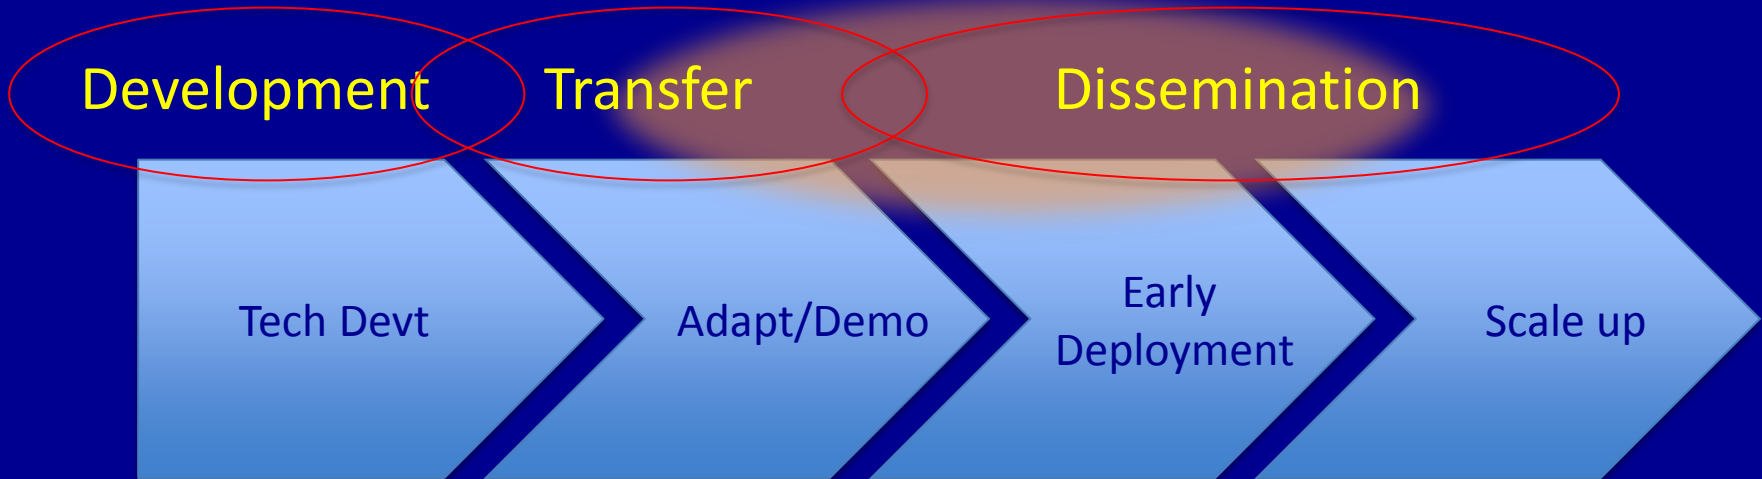 Development Transfer Dissemination
Tech Devt Adapt/Demo Early Deployment Scale up